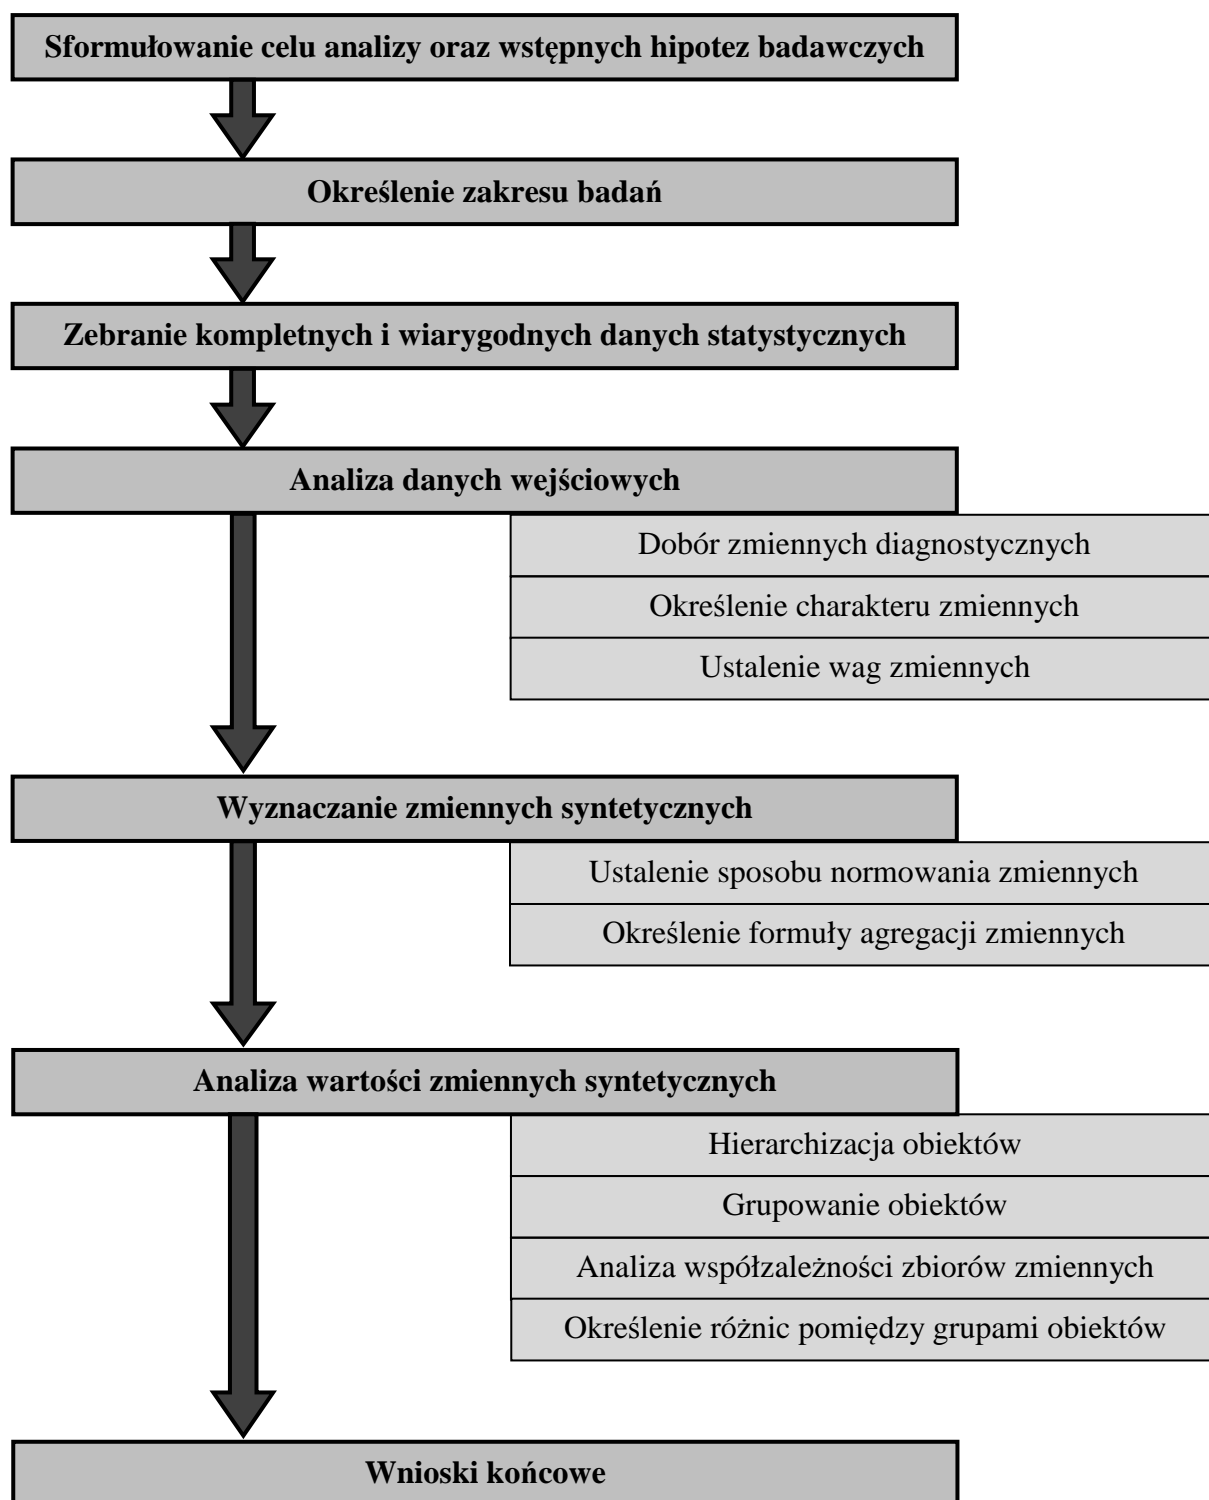 Sformułowanie celu analizy oraz wstępnych hipotez badawczych
Określenie zakresu badań
Zebranie kompletnych i wiarygodnych danych statystycznych
Analiza danych wejściowych
Dobór zmiennych diagnostycznych
Określenie charakteru zmiennych
Ustalenie wag zmiennych
Wyznaczanie zmiennych syntetycznych
Ustalenie sposobu normowania zmiennych
Określenie formuły agregacji zmiennych
Analiza wartości zmiennych syntetycznych
Hierarchizacja obiektów
Grupowanie obiektów
Analiza współzależności zbiorów zmiennych
Określenie różnic pomiędzy grupami obiektów
Wnioski końcowe